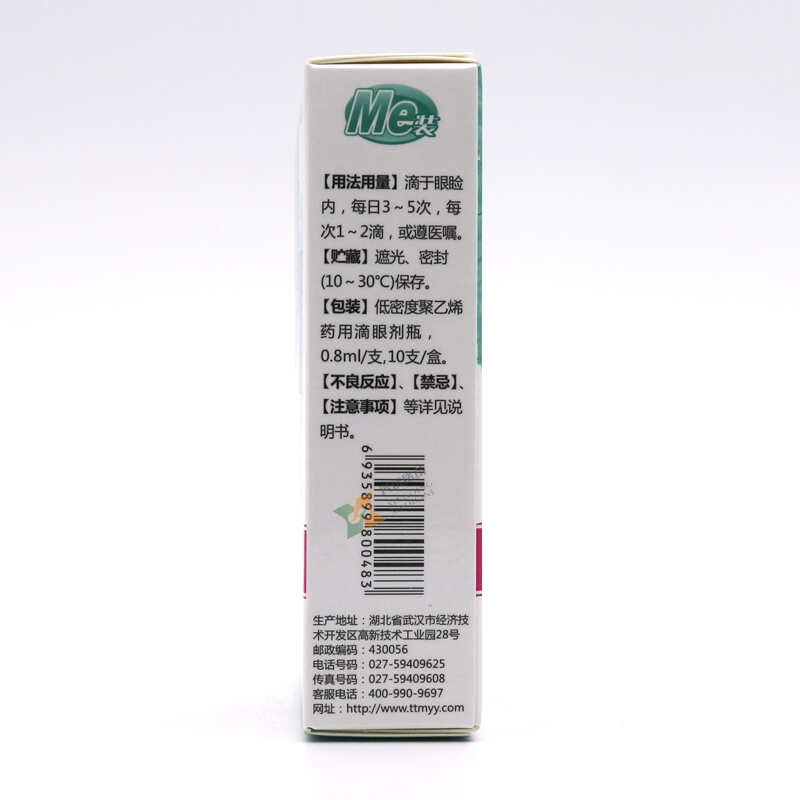 Me装
【用法用量】滴于眼睑
内，每日3～5次，每
次1～2滴，或遵医嘱。
【贮藏】遮光、密封
(10～30℃)保存。
【包装】低密度聚乙烯
药用滴眼剂瓶，
0.8ml/支,10支/盒。
【不良反应】、【禁忌】、
【注意事项】等详见说
明书。
6935899800483
生产地址：湖北省武汉市经济技
术开发区高新技术工业园28号
邮政编码：430056
电话号码：027-59409625
传真号码：027-59409608
客服电话：400-990-9697
网址：http://www.ttmyy.com